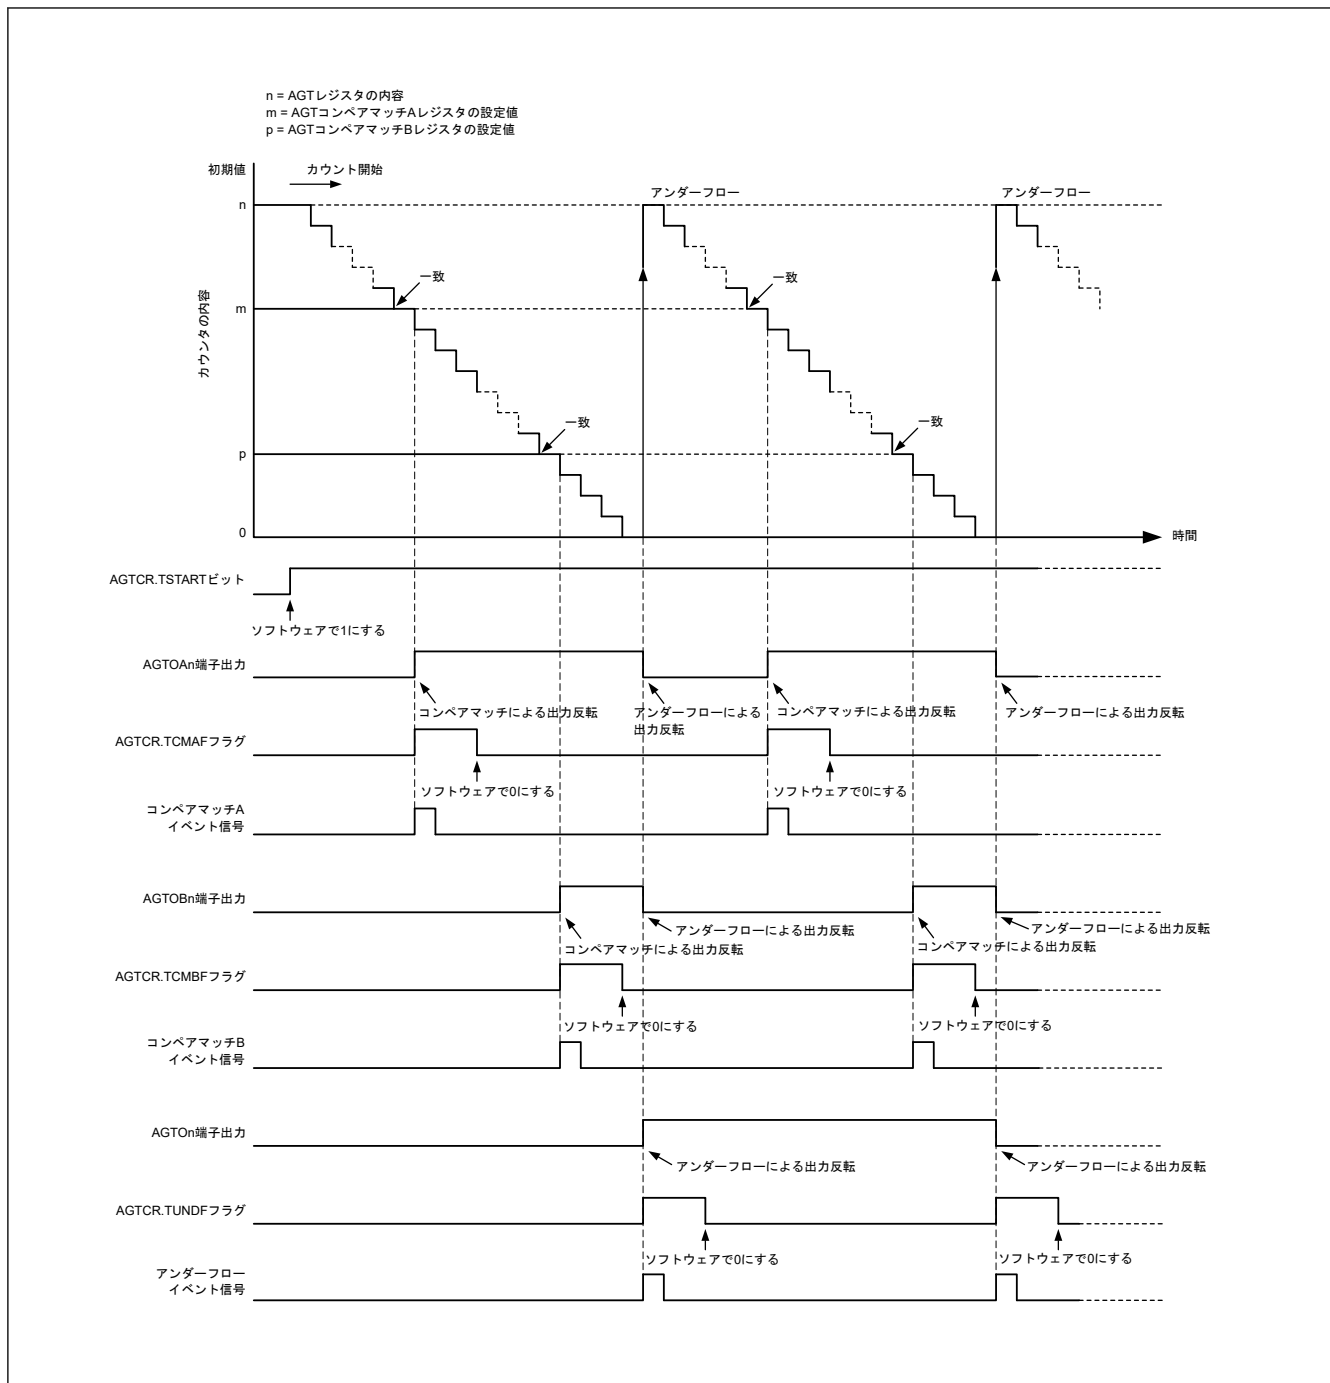 n = AGTレジスタの内容
m = AGTコンペアマッチAレジスタの設定値
p = AGTコンペアマッチBレジスタの設定値
初期値
カウント開始
アンダーフロー
アンダーフロー
n
一致
一致
m
カウンタの内容
一致
一致
p
0
時間
AGTCR.TSTARTビット
ソフトウェアで1にする
AGTOAn端子出力
コンペアマッチによる出力反転
アンダーフローによる
出力反転
コンペアマッチによる出力反転
アンダーフローによる出力反転
AGTCR.TCMAFフラグ
ソフトウェアで0にする
ソフトウェアで0にする
コンペアマッチA
イベント信号
AGTOBn端子出力
コンペアマッチによる出力反転
アンダーフローによる出力反転
コンペアマッチによる出力反転
アンダーフローによる出力反転
AGTCR.TCMBFフラグ
ソフトウェアで0にする
ソフトウェアで0にする
コンペアマッチB
イベント信号
AGTOn端子出力
アンダーフローによる出力反転
アンダーフローによる出力反転
AGTCR.TUNDFフラグ
ソフトウェアで0にする
ソフトウェアで0にする
アンダーフロー
イベント信号